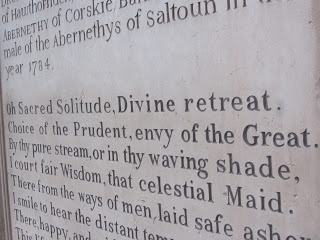 of Hawthornden
ABERNETHY of Corskie
male of the Abernethys of Saltoun in
year 1784.
Oh Sacred Solitude, Divine retreat.
Choice of the Prudent, envy of the Great.
By thy pure stream, or in thy waving shade,
I court fair Wisdom, that celestial Maid.
There from the ways of men, laid safe ashore
I smile to hear the distant
There, happy, and